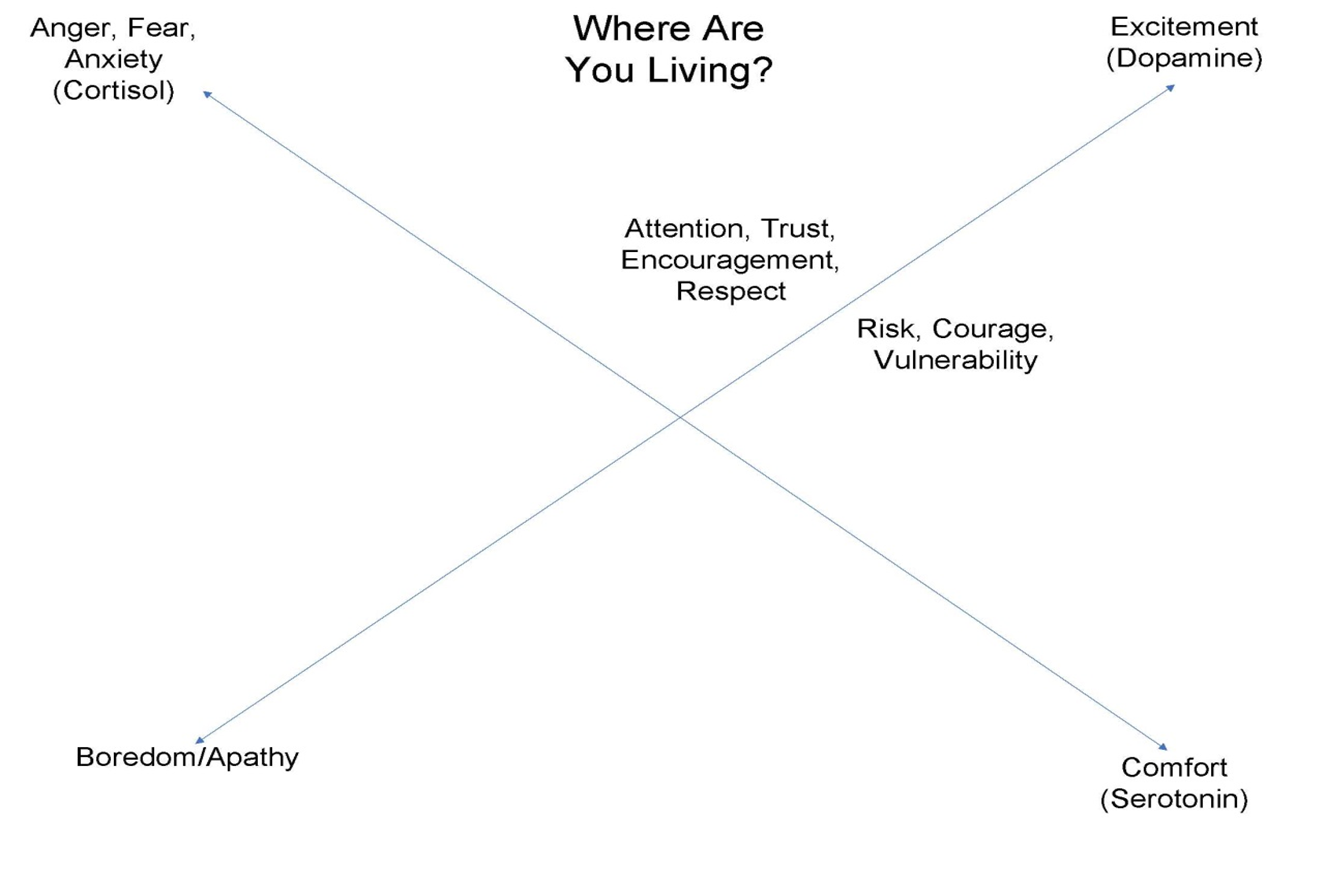 Anger, Fear,
Anxiety
(Cortisol)
Where Are
You Living?
Excitement
(Dopamine)
Attention, Trust,
Encouragement,
Respect
Risk, Courage,
Vulnerability
Boredom/Apathy
Comfort
(Serotonin)